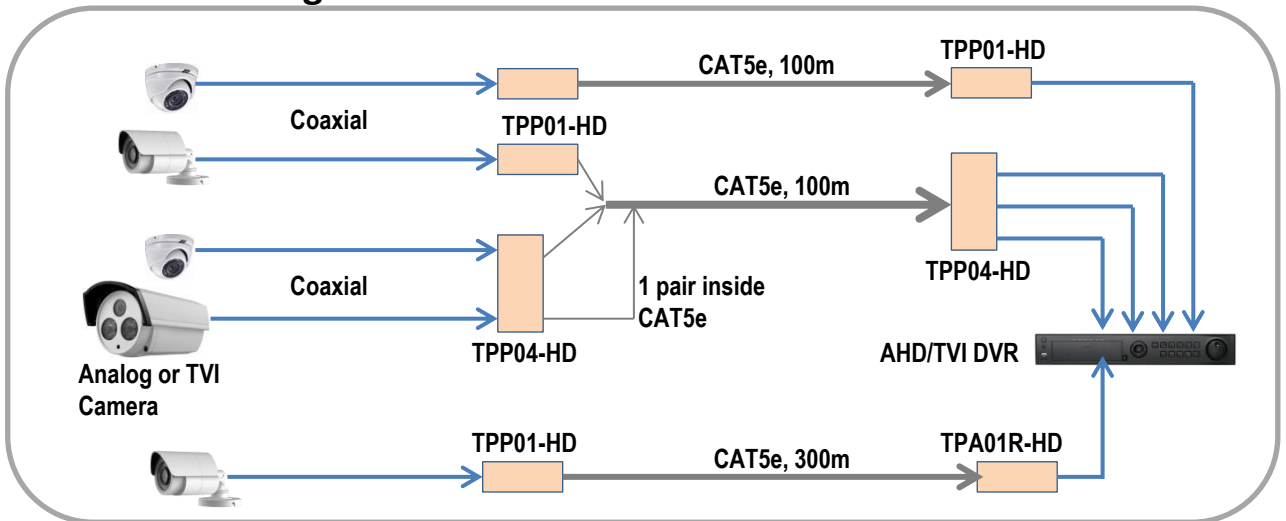 TPP01-HD
CAT5e, 100m
Coaxial
TPP01-HD
CAT5e, 100m
TPP04-HD
Coaxial
1 pair inside
CAT5e
TPP04-HD
AHD/TVI DVR
Analog or TVI
Camera
TPP01-HD
CAT5e, 300m
TPA01R-HD